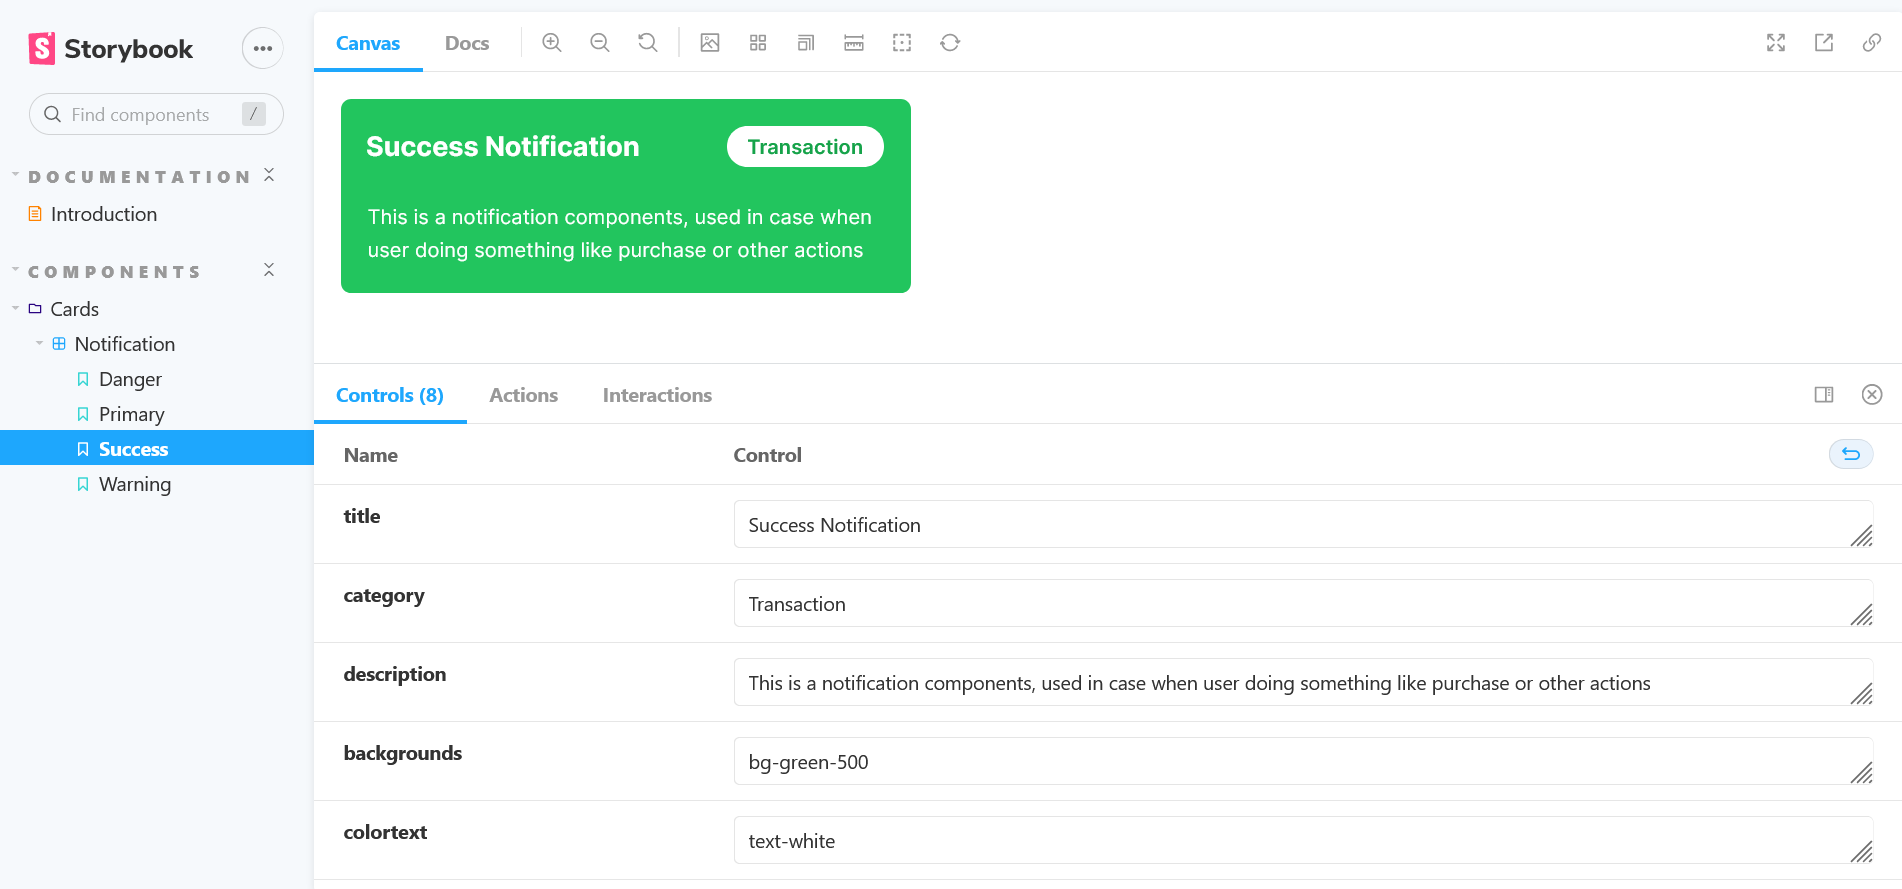 Storybook
Find components /
DOCUMENTATION
Introduction
COMPONENTS
Cards
Notification
Danger
Primary
Success
Warning
Canvas Docs
Success Notification Transaction
This is a notification components, used in case when
user doing something like purchase or other actions
Controls (8) Actions Interactions
Name Control
title Success Notification
category Transaction
description This is a notification components, used in case when user doing something like purchase or other actions
backgrounds bg-green-500
colortext text-white